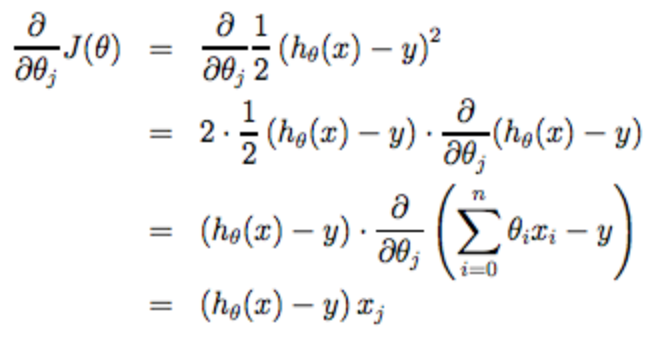 ∂/∂θ_j J(θ) = ∂/∂θ_j 1/2 (h_θ(x) − y)²
= 2 · 1/2 (h_θ(x) − y) · ∂/∂θ_j (h_θ(x) − y)
= (h_θ(x) − y) · ∂/∂θ_j (∑_{i=0}^{n} θ_i x_i − y)
= (h_θ(x) − y) x_j